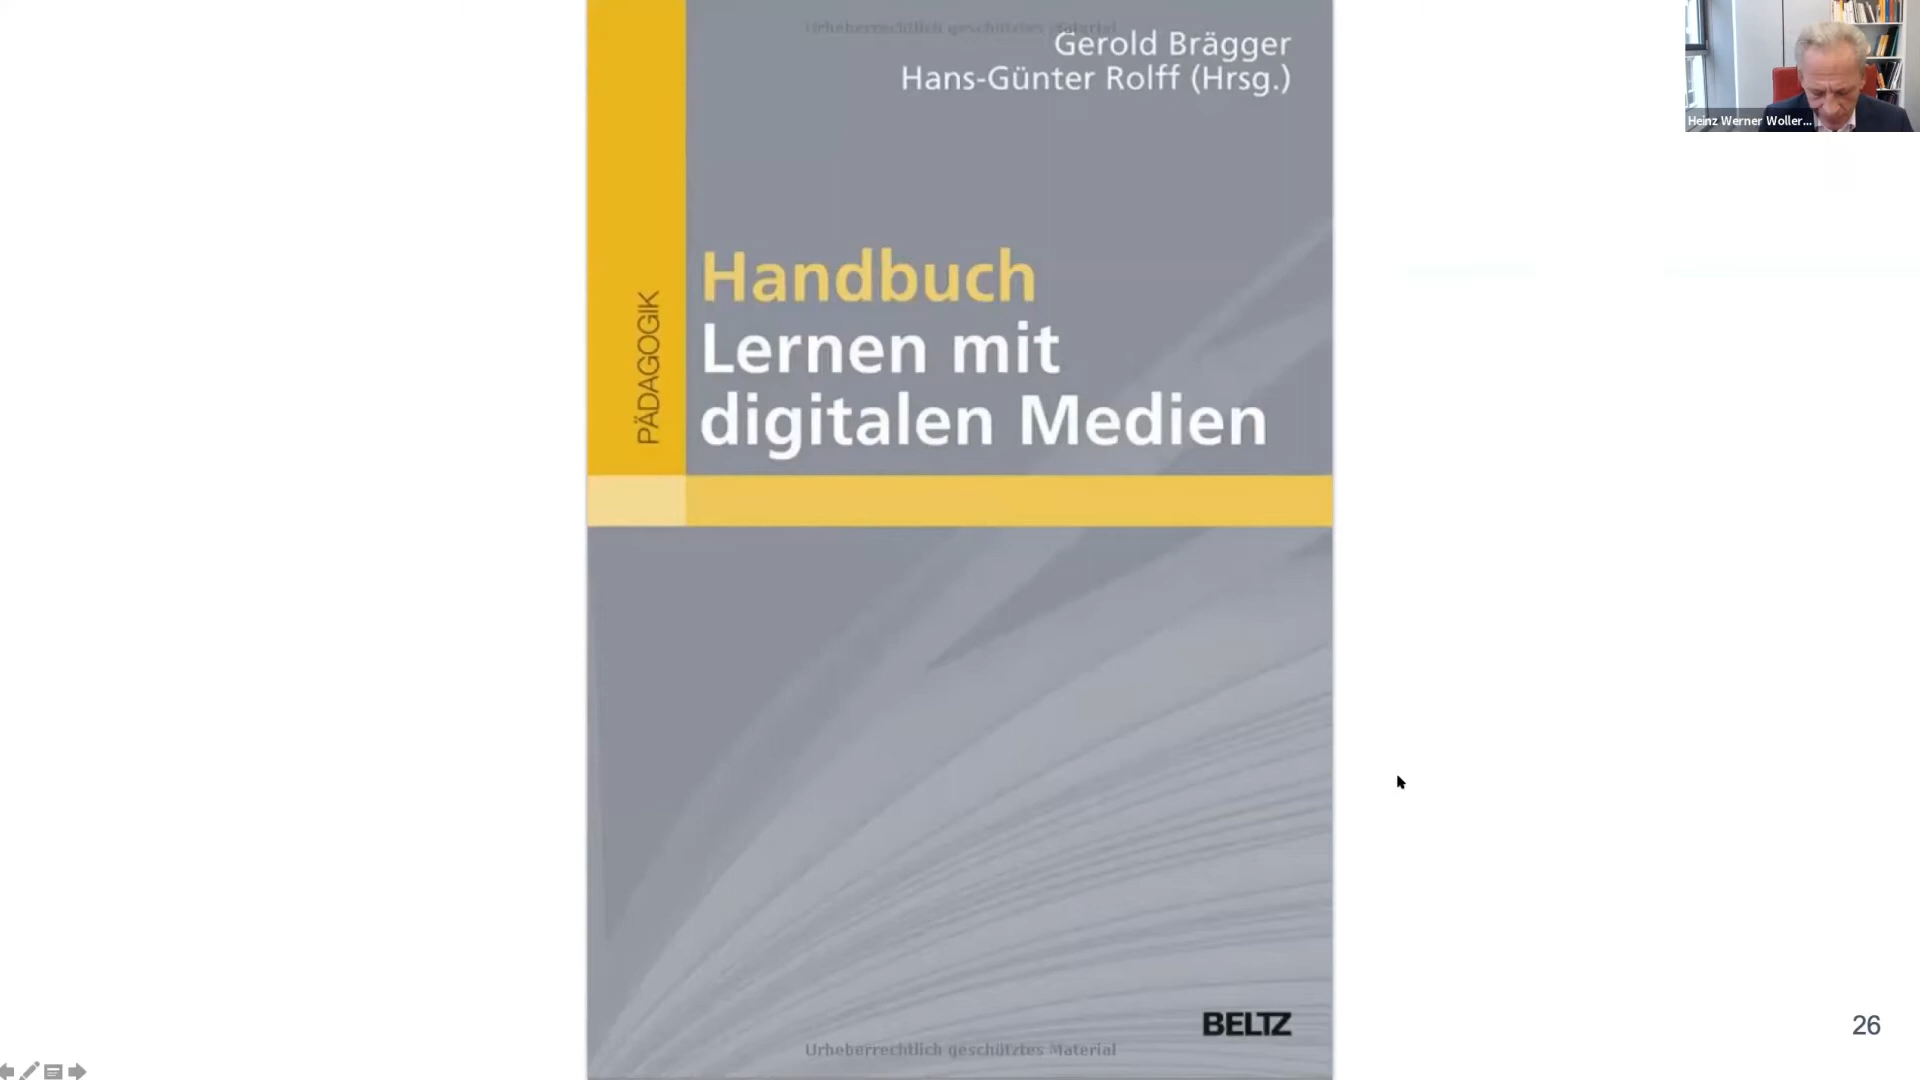 Urheberrechtlich geschütztes Material
Gerold Brägger
Hans-Günter Rolff (Hrsg.)
Heinz Werner Woller...
PÄDAGOGIK
Handbuch
Lernen mit
digitalen Medien
BELTZ
26
Urheberrechtlich geschütztes Material